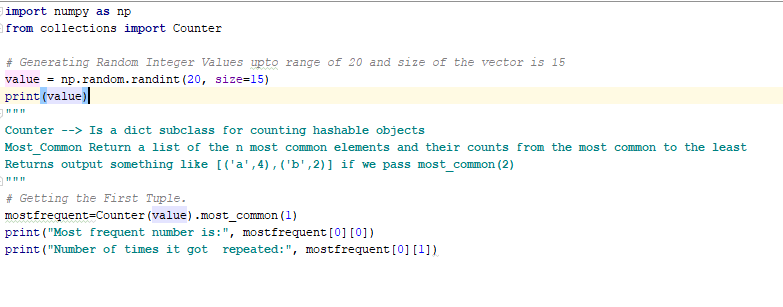 import numpy as np
from collections import Counter
# Generating Random Integer Values upto range of 20 and size of the vector is 15
value = np.random.randint(20, size=15)
print(value)
"""
Counter --> Is a dict subclass for counting hashable objects
Most_Common Return a list of the n most common elements and their counts from the most common to the least
Returns output something like [('a',4),('b',2)] if we pass most_common(2)
"""
# Getting the First Tuple.
mostfrequent=Counter(value).most_common(1)
print("Most frequent number is:", mostfrequent[0][0])
print("Number of times it got  repeated:", mostfrequent[0][1])